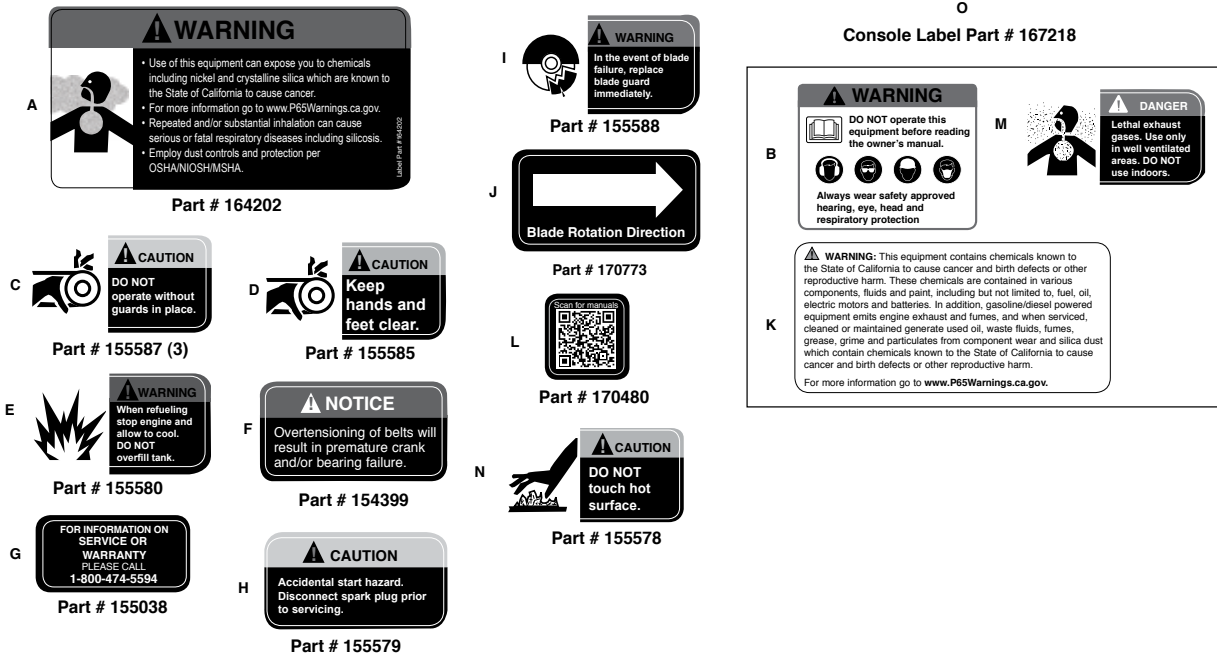 A
WARNING
• Use of this equipment can expose you to chemicals
including nickel and crystalline silica which are known to
the State of California to cause cancer.
• For more information go to www.P65Warnings.ca.gov.
• Repeated and/or substantial inhalation can cause
serious or fatal respiratory diseases including silicosis.
• Employ dust controls and protection per
OSHA/NIOSH/MSHA.
Label Part #164202
Part # 164202
C
CAUTION
DO NOT
operate without
guards in place.
Part # 155587 (3)
D
CAUTION
Keep
hands and
feet clear.
Part # 155585
E
WARNING
When refueling
stop engine and
allow to cool.
DO NOT
overfill tank.
Part # 155580
F
NOTICE
Overtensioning of belts will
result in premature crank
and/or bearing failure.
Part # 154399
G
FOR INFORMATION ON
SERVICE OR
WARRANTY
PLEASE CALL
1-800-474-5594
Part # 155038
H
CAUTION
Accidental start hazard.
Disconnect spark plug prior
to servicing.
Part # 155579
I
WARNING
In the event of blade
failure, replace
blade guard
immediately.
Part # 155588
J
Blade Rotation Direction
Part # 170773
L
Scan for manuals
Part # 170480
N
CAUTION
DO NOT
touch hot
surface.
Part # 155578
O
Console Label Part # 167218
B
WARNING
DO NOT operate this
equipment before reading
the owner's manual.
Always wear safety approved
hearing, eye, head and
respiratory protection
M
DANGER
Lethal exhaust
gases. Use only
in well ventilated
areas. DO NOT
use indoors.
K
WARNING: This equipment contains chemicals known to
the State of California to cause cancer and birth defects or other
reproductive harm. These chemicals are contained in various
components, fluids and paint, including but not limited to, fuel, oil,
electric motors and batteries. In addition, gasoline/diesel powered
equipment emits engine exhaust and fumes, and when serviced,
cleaned or maintained generate used oil, waste fluids, fumes,
grease, grime and particulates from component wear and silica dust
which contain chemicals known to the State of California to cause
cancer and birth defects or other reproductive harm.
For more information go to www.P65Warnings.ca.gov.